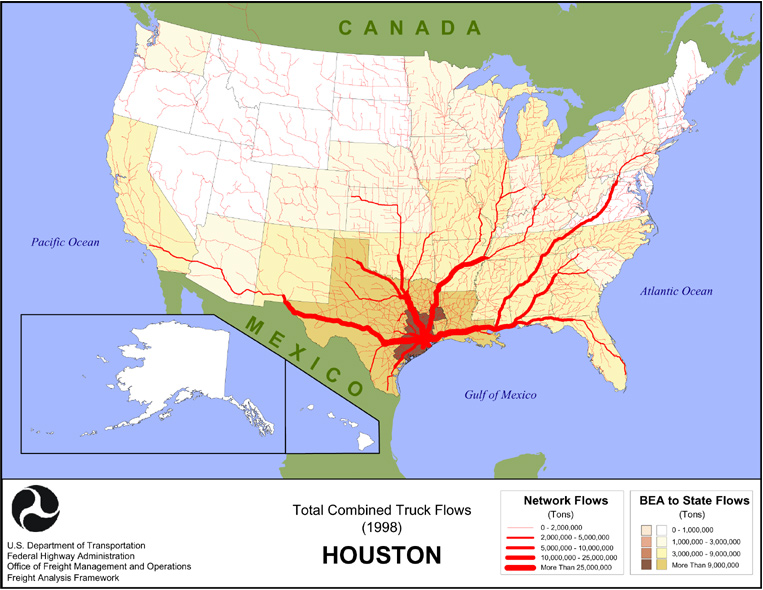 CANADA
Pacific Ocean
Atlantic Ocean
MEXICO
Gulf of Mexico
U.S. Department of Transportation
Federal Highway Administration
Office of Freight Management and Operations
Freight Analysis Framework
Total Combined Truck Flows
(1998)
HOUSTON
Network Flows
(Tons)
0 - 2,000,000
2,000,000 - 5,000,000
5,000,000 - 10,000,000
10,000,000 - 25,000,000
More Than 25,000,000
BEA to State Flows
(Tons)
0 - 1,000,000
1,000,000 - 3,000,000
3,000,000 - 9,000,000
More Than 9,000,000